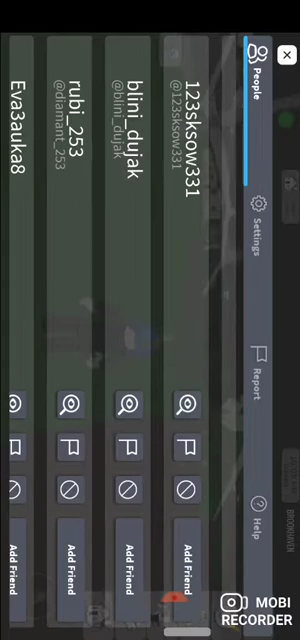 People
Settings
Report
Help
123sksow331
@123sksow331
Add Friend
blini_dujak
@blini_dujak
Add Friend
rubi_253
@diamant_253
Add Friend
Eva3auka8
Add Friend
BROOKHAVEN
MOBI
RECORDER